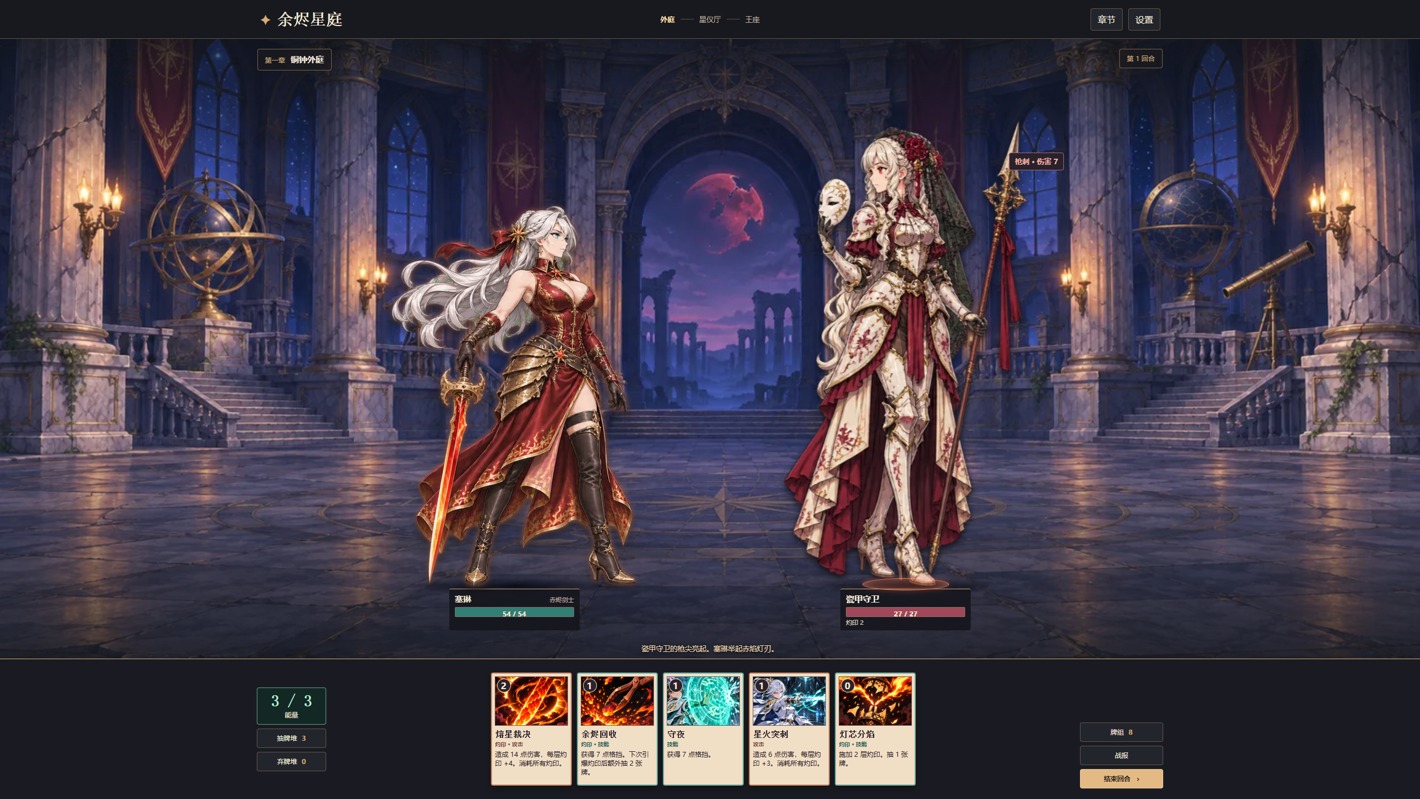 余烬星庭
外庭 星仪厅 王座
章节 设置
第一章 铜钟外庭
第 1 回合
枪刺 • 伤害 7
塞琳 赤烬剑士
54 / 54
瓷甲守卫
27 / 27
灼印 2
瓷甲守卫的枪尖亮起。塞琳举起赤焰灯刃。
3 / 3
能量
抽牌堆 3
弃牌堆 0
2
熔星裁决
灼印 • 攻击
造成 14 点伤害，每层灼
印 +4。消耗所有灼印。
1
余烬回收
灼印 • 技能
获得 7 点格挡。下次引
爆灼印后额外抽 2 张
牌。
1
守夜
技能
获得 7 点格挡。
1
星火突刺
攻击
造成 6 点伤害，每层灼
印 +3。消耗所有灼印。
0
灯芯分焰
灼印 • 技能
施加 2 层灼印。抽 1 张
牌。
牌组 8
战报
结束回合 ›